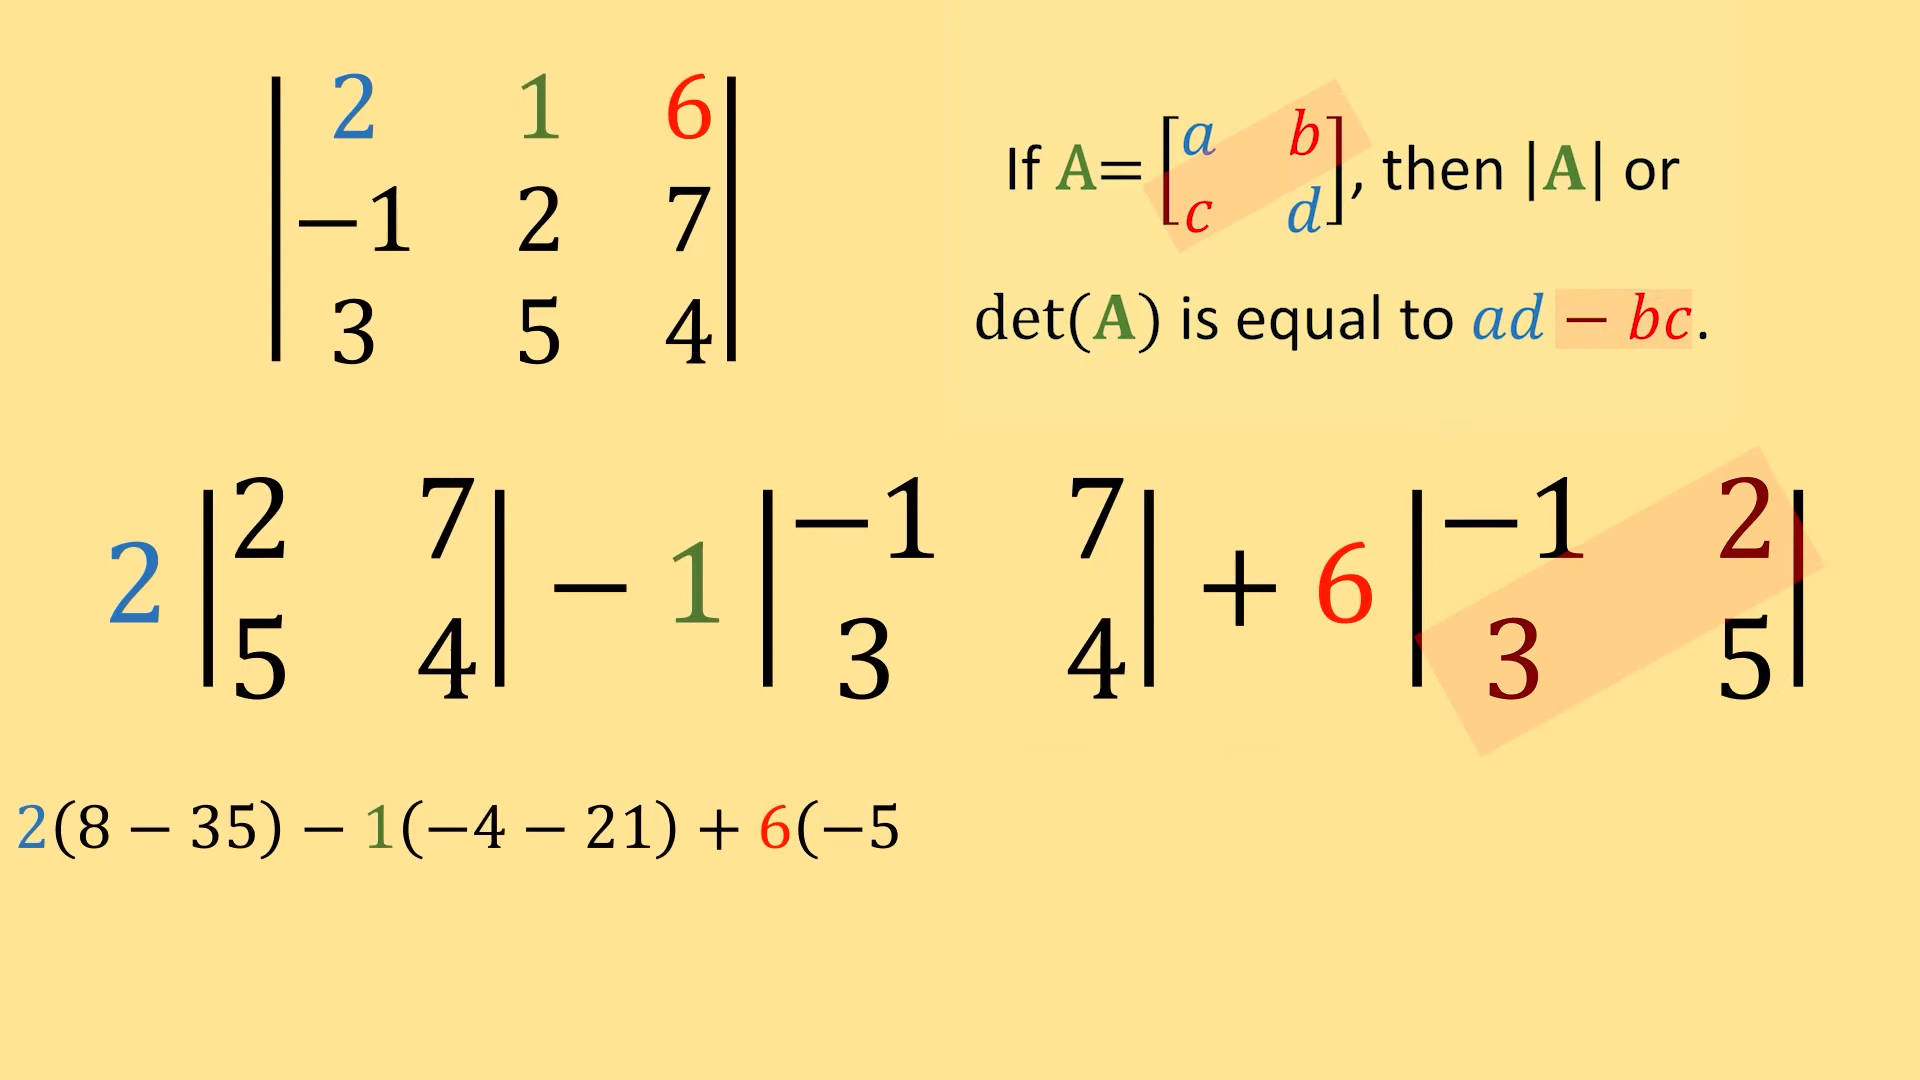 2 1 6
−1 2 7
3 5 4
If A= [a b
c d], then |A| or
det(A) is equal to ad − bc.
2 |2 7
5 4| − 1 |−1 7
3 4| + 6 |−1 2
3 5|
2(8 − 35) − 1(−4 − 21) + 6(−5